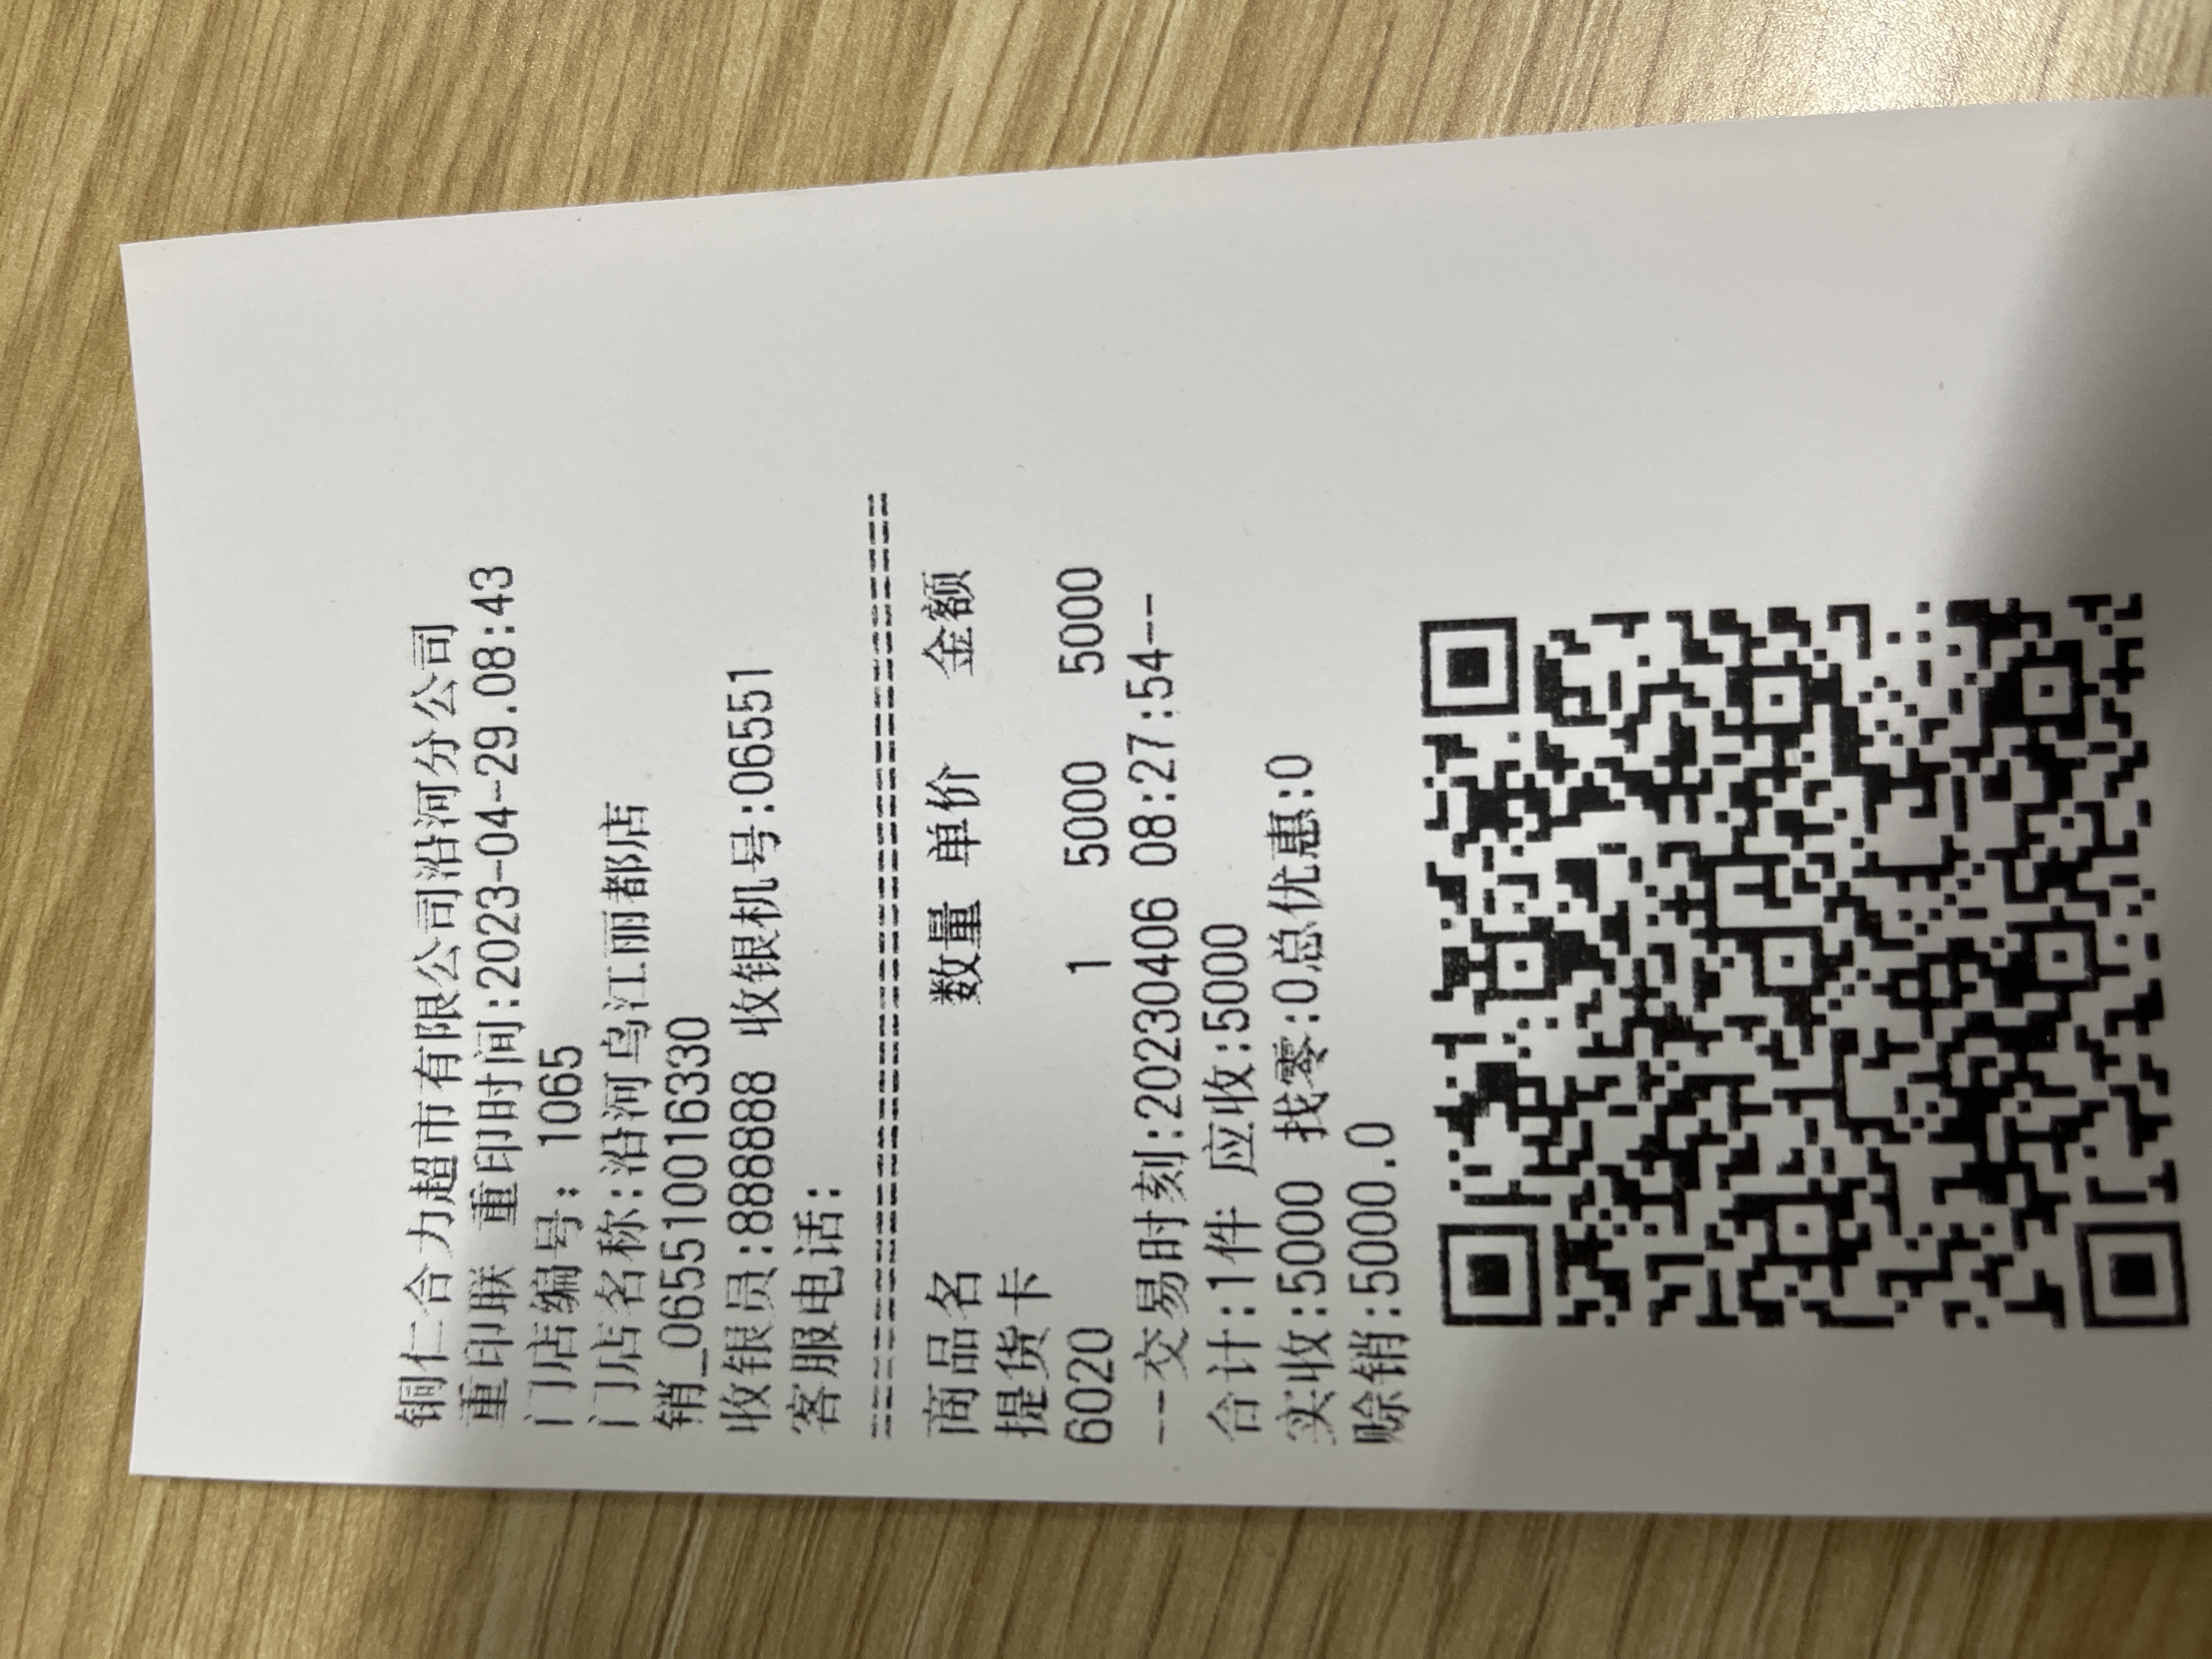 铜仁合力超市有限公司沿河分公司
重印联 重印时间:2023-04-29.08:43
门店编号: 1065
门店名称:沿河乌江丽都店
销_065510016330
收银员:888888 收银机号:06551
客服电话:
================================
商品名 数量 单价 金额
提货卡
6020 1 5000 5000
--交易时刻:20230406 08:27:54--
合计:1件 应收:5000
实收:5000 找零:0总优惠:0
赊销:5000.0